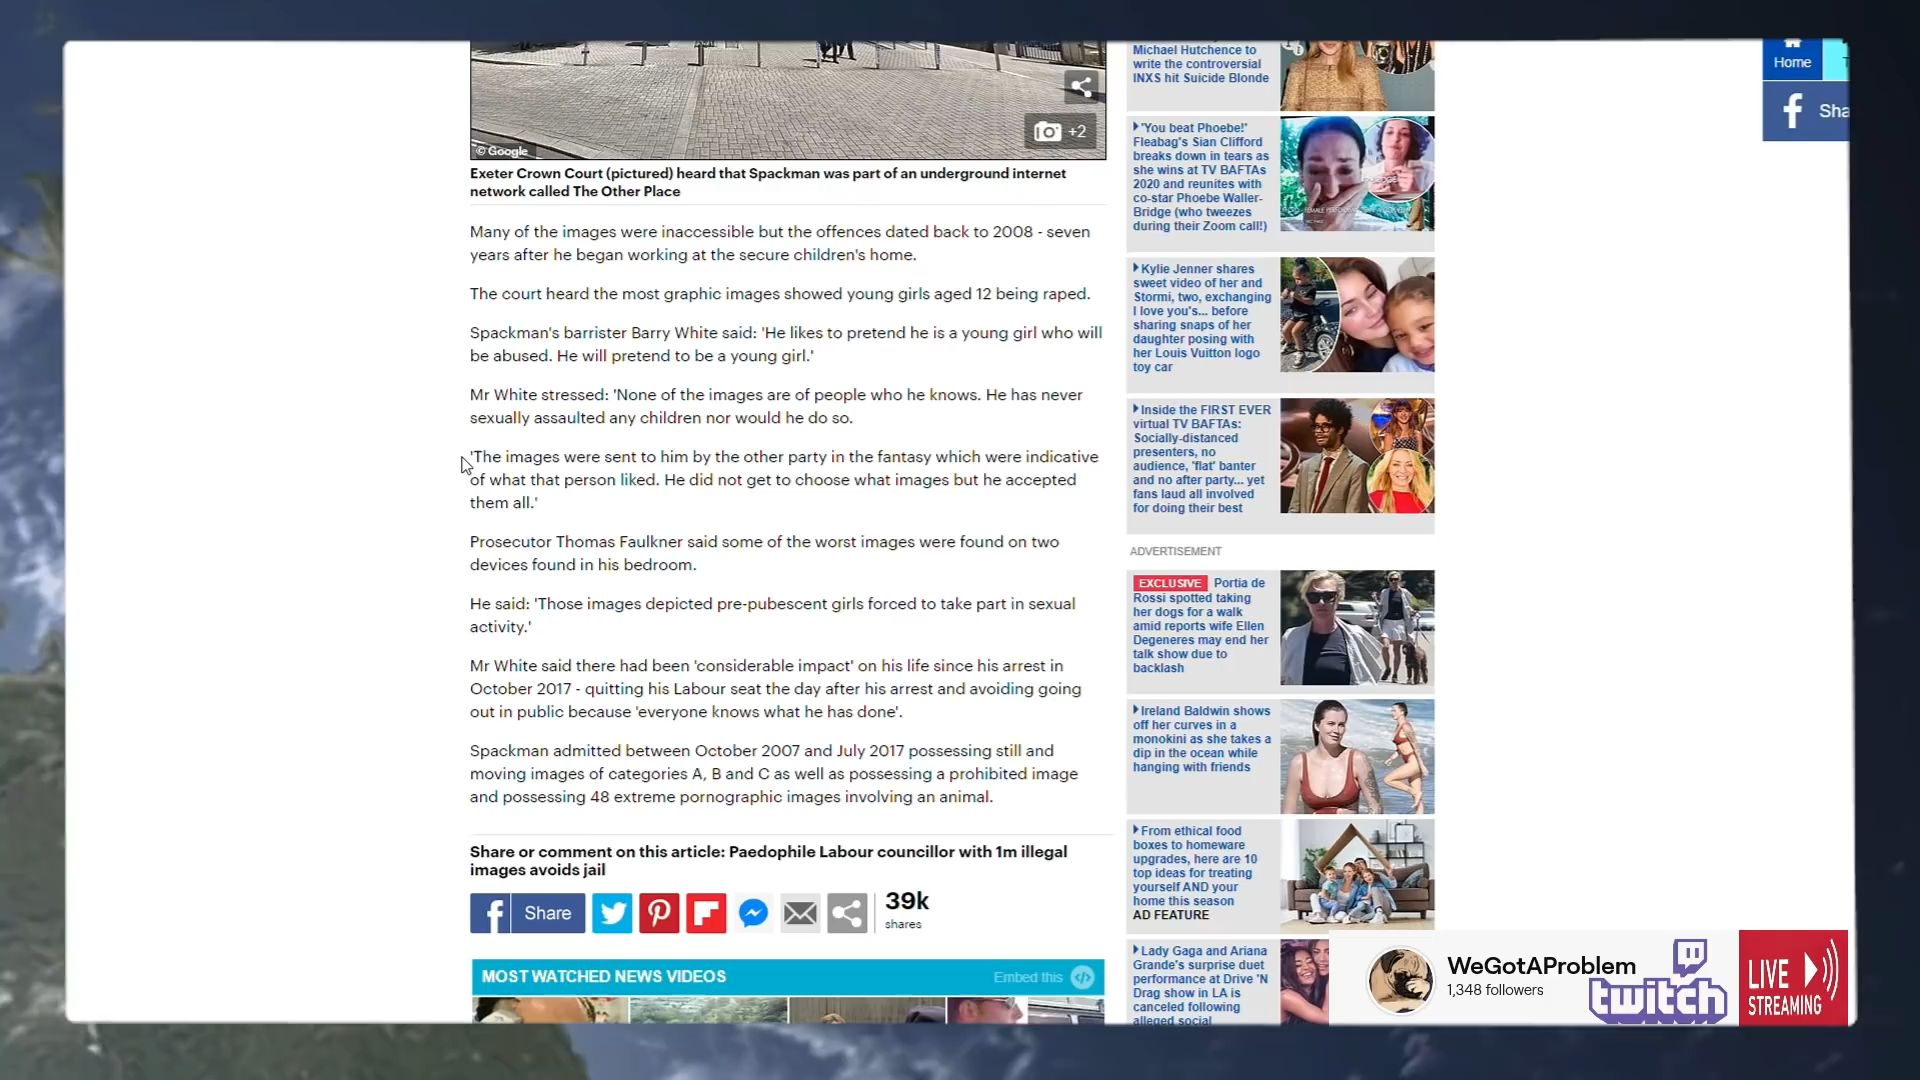 © Google
+2
Exeter Crown Court (pictured) heard that Spackman was part of an underground internet
network called The Other Place
Many of the images were inaccessible but the offences dated back to 2008 - seven
years after he began working at the secure children's home.
The court heard the most graphic images showed young girls aged 12 being raped.
Spackman's barrister Barry White said: 'He likes to pretend he is a young girl who will
be abused. He will pretend to be a young girl.'
Mr White stressed: 'None of the images are of people who he knows. He has never
sexually assaulted any children nor would he do so.
'The images were sent to him by the other party in the fantasy which were indicative
of what that person liked. He did not get to choose what images but he accepted
them all.'
Prosecutor Thomas Faulkner said some of the worst images were found on two
devices found in his bedroom.
He said: 'Those images depicted pre-pubescent girls forced to take part in sexual
activity.'
Mr White said there had been 'considerable impact' on his life since his arrest in
October 2017 - quitting his Labour seat the day after his arrest and avoiding going
out in public because 'everyone knows what he has done'.
Spackman admitted between October 2007 and July 2017 possessing still and
moving images of categories A, B and C as well as possessing a prohibited image
and possessing 48 extreme pornographic images involving an animal.
Share or comment on this article: Paedophile Labour councillor with 1m illegal
images avoids jail
Share
39k
shares
MOST WATCHED NEWS VIDEOS
Embed this
Michael Hutchence to
write the controversial
INXS hit Suicide Blonde
'You beat Phoebe!'
Fleabag's Sian Clifford
breaks down in tears as
she wins at TV BAFTAs
2020 and reunites with
co-star Phoebe Waller-
Bridge (who tweezes
during their Zoom call!)
Kylie Jenner shares
sweet video of her and
Stormi, two, exchanging
I love you's... before
sharing snaps of her
daughter posing with
her Louis Vuitton logo
toy car
Inside the FIRST EVER
virtual TV BAFTAs:
Socially-distanced
presenters, no
audience, 'flat' banter
and no after party... yet
fans laud all involved
for doing their best
ADVERTISEMENT
EXCLUSIVE Portia de
Rossi spotted taking
her dogs for a walk
amid reports wife Ellen
Degeneres may end her
talk show due to
backlash
Ireland Baldwin shows
off her curves in a
monokini as she takes a
dip in the ocean while
hanging with friends
From ethical food
boxes to homeware
upgrades, here are 10
top ideas for treating
yourself AND your
home this season
AD FEATURE
Lady Gaga and Ariana
Grande's surprise duet
performance at Drive 'N
Drag show in LA is
canceled following
alleged social
Home
Sha
WeGotAProblem
1,348 followers
twitch
LIVE
STREAMING